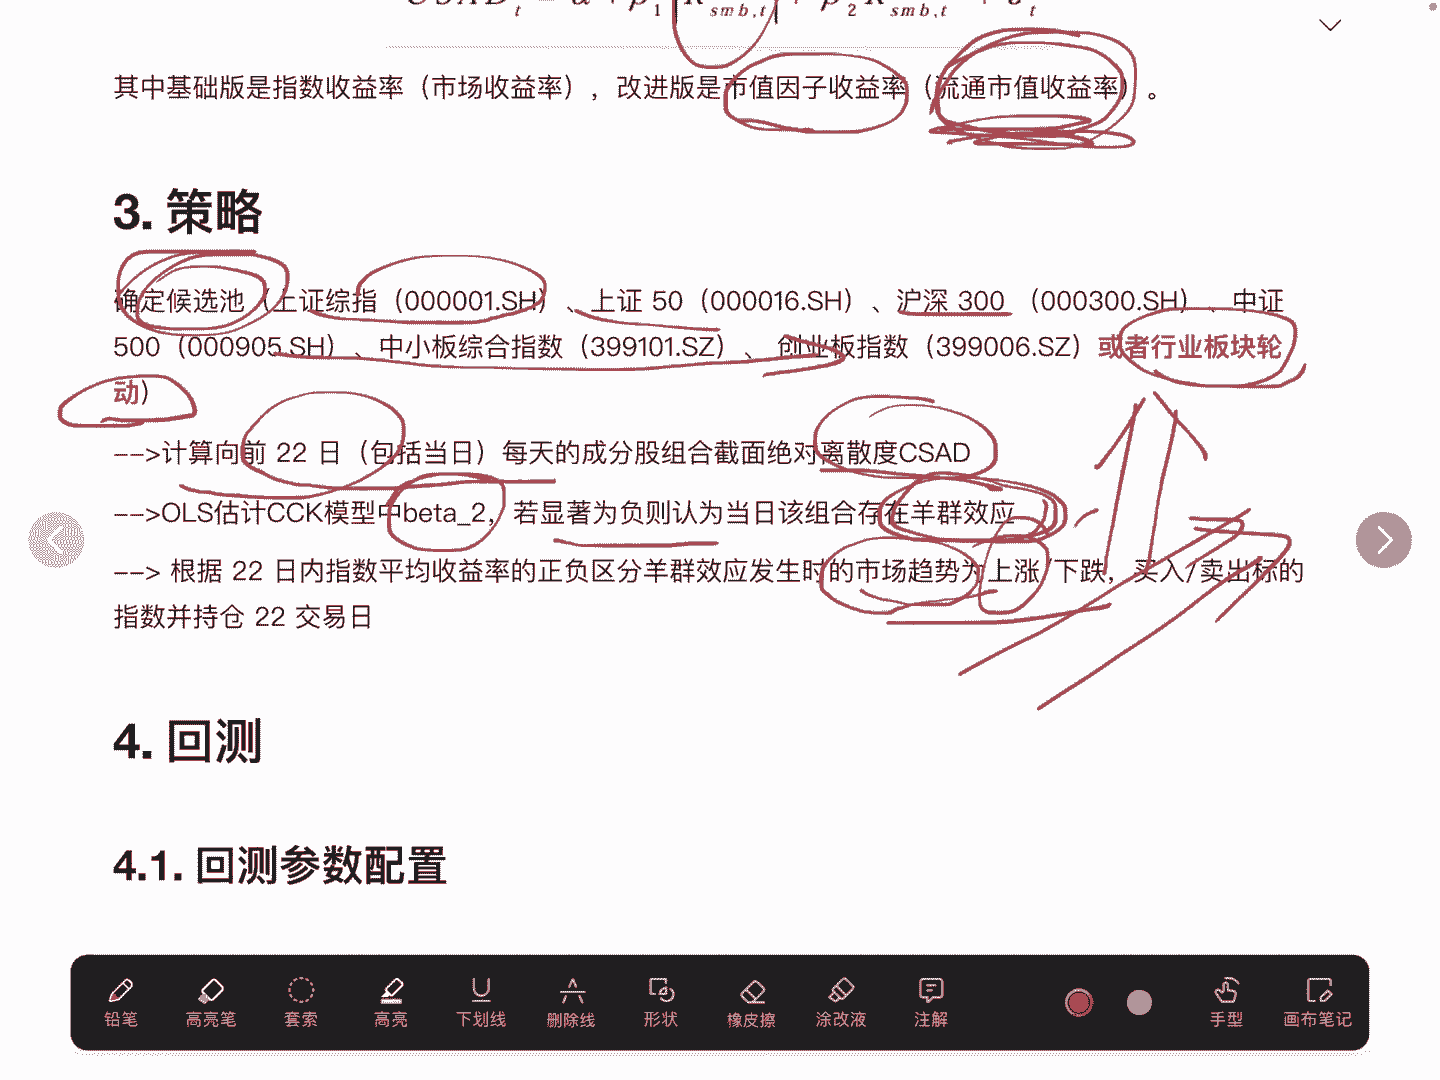 CSAD_t = α + β_1 |R_{smb,t}| + β_2 R_{smb,t} + δ_t
其中基础版是指数收益率（市场收益率），改进版是市值因子收益率（流通市值收益率）。
3. 策略
确定候选池（上证综指（000001.SH）、上证 50（000016.SH）、沪深 300 （000300.SH）、中证
500（000905.SH）、中小板综合指数（399101.SZ）、 创业板指数（399006.SZ）或者行业板块轮
动）
-->计算向前 22 日（包括当日）每天的成分股组合截面绝对离散度CSAD
-->OLS估计CCK模型中beta_2，若显著为负则认为当日该组合存在羊群效应
--> 根据 22 日内指数平均收益率的正负区分羊群效应发生时的市场趋势为上涨/下跌，买入/卖出标的
指数并持仓 22 交易日
4. 回测
4.1. 回测参数配置
铅笔 高亮笔 套索 高亮 下划线 删除线 形状 橡皮擦 涂改液 注解 手型 画布笔记